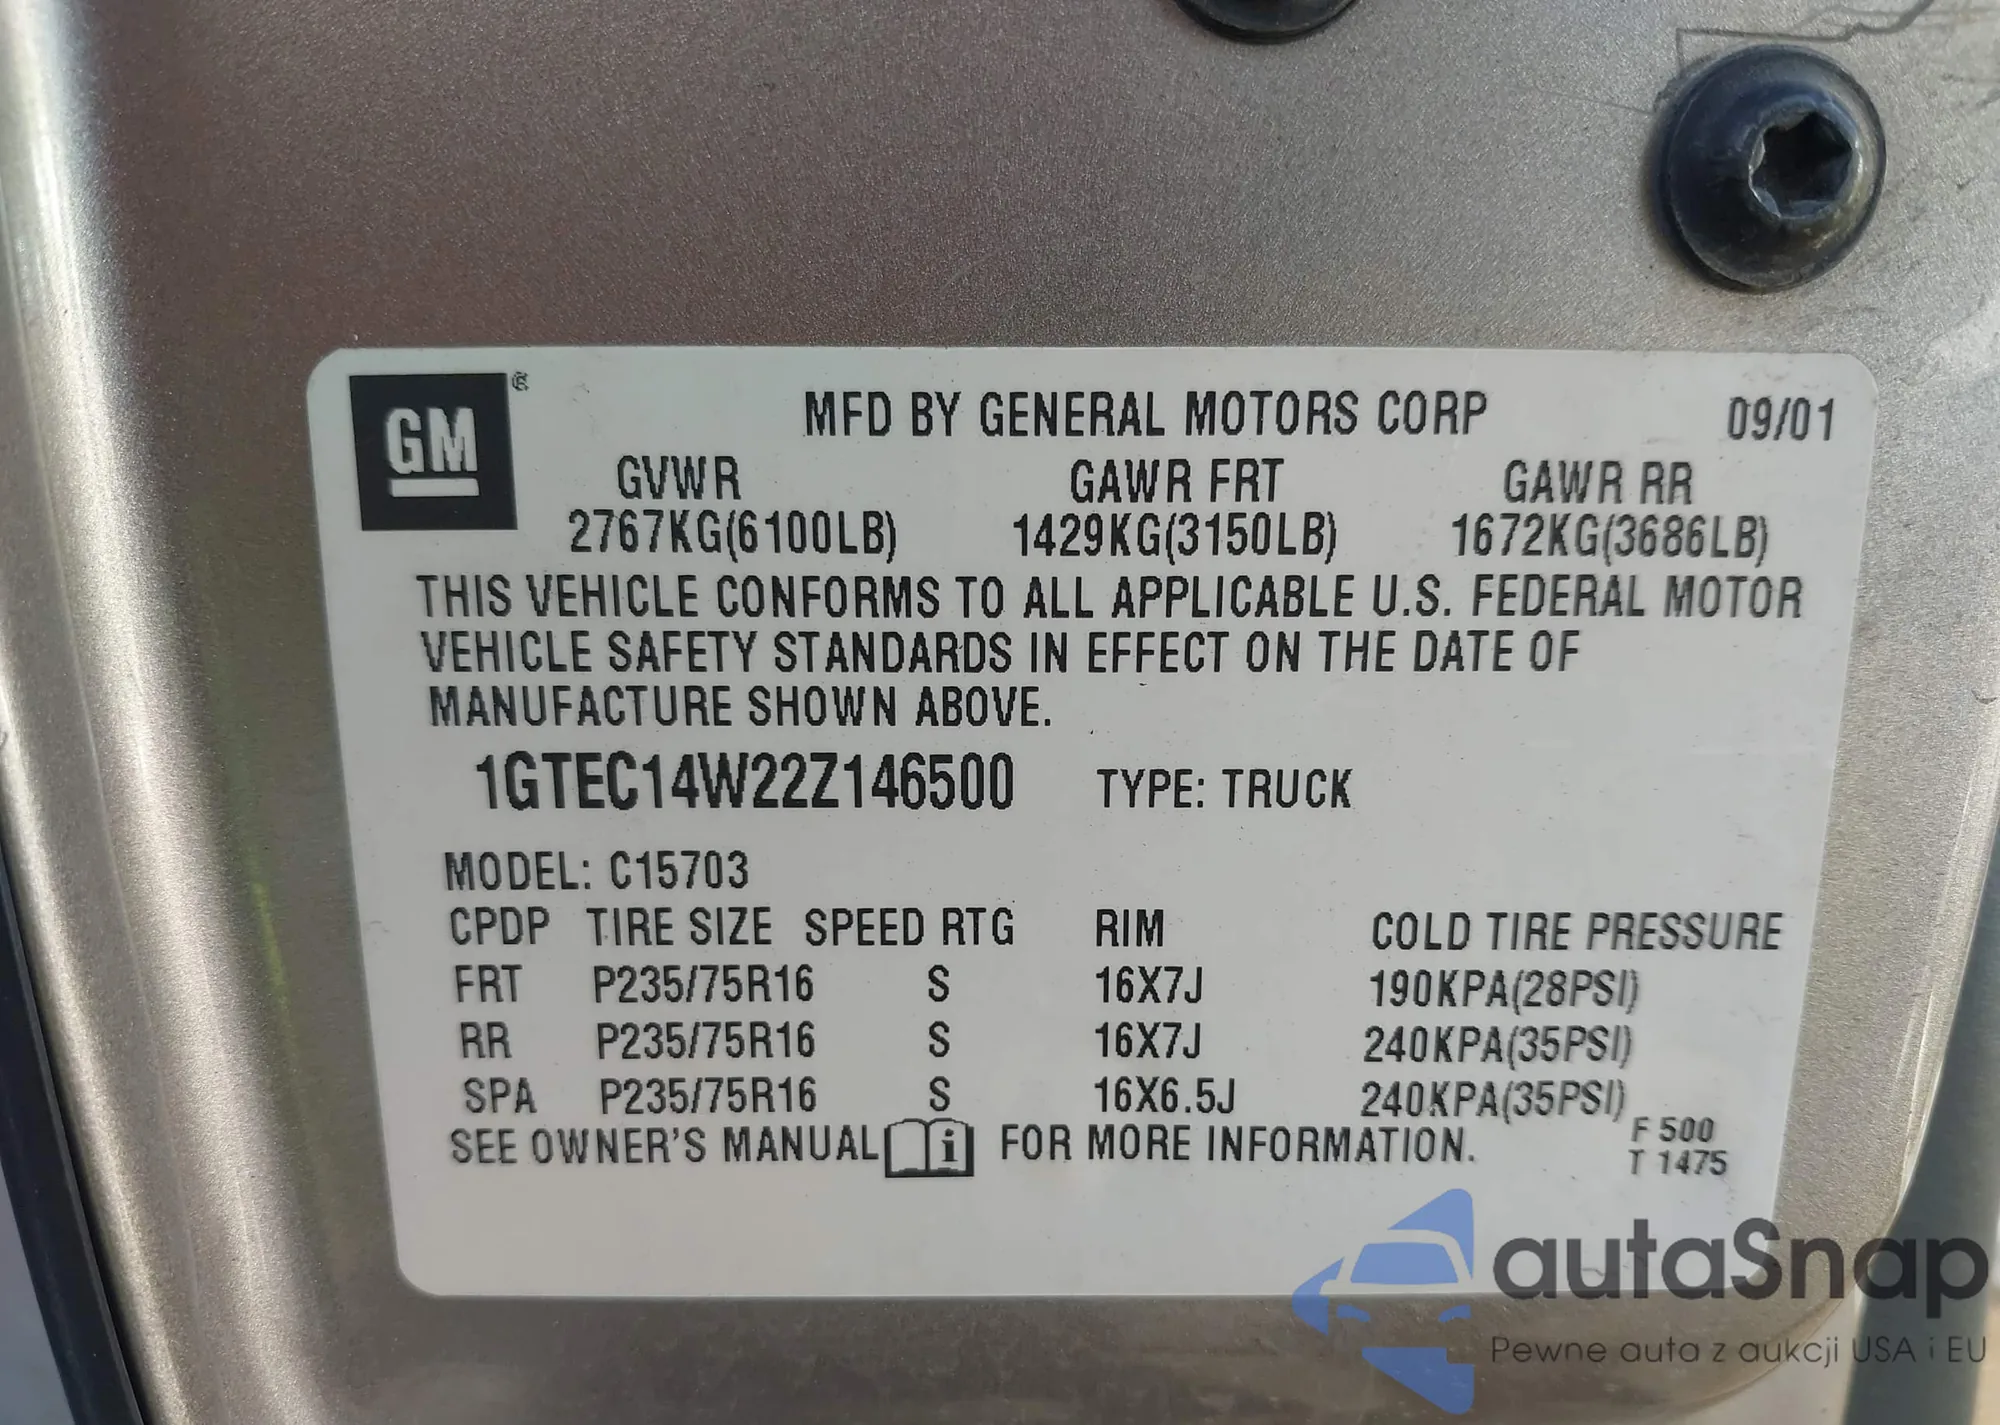 GM ®
MFD BY GENERAL MOTORS CORP 09/01
GVWR GAWR FRT GAWR RR
2767KG(6100LB) 1429KG(3150LB) 1672KG(3686LB)
THIS VEHICLE CONFORMS TO ALL APPLICABLE U.S. FEDERAL MOTOR
VEHICLE SAFETY STANDARDS IN EFFECT ON THE DATE OF
MANUFACTURE SHOWN ABOVE.
1GTEC14W22Z146500 TYPE: TRUCK
MODEL: C15703
CPDP TIRE SIZE SPEED RTG RIM COLD TIRE PRESSURE
FRT P235/75R16 S 16X7J 190KPA(28PSI)
RR P235/75R16 S 16X7J 240KPA(35PSI)
SPA P235/75R16 S 16X6.5J 240KPA(35PSI)
SEE OWNER'S MANUAL i FOR MORE INFORMATION.
F 500
T 1475
autaSnap
Pewne auta z aukcji USA i EU